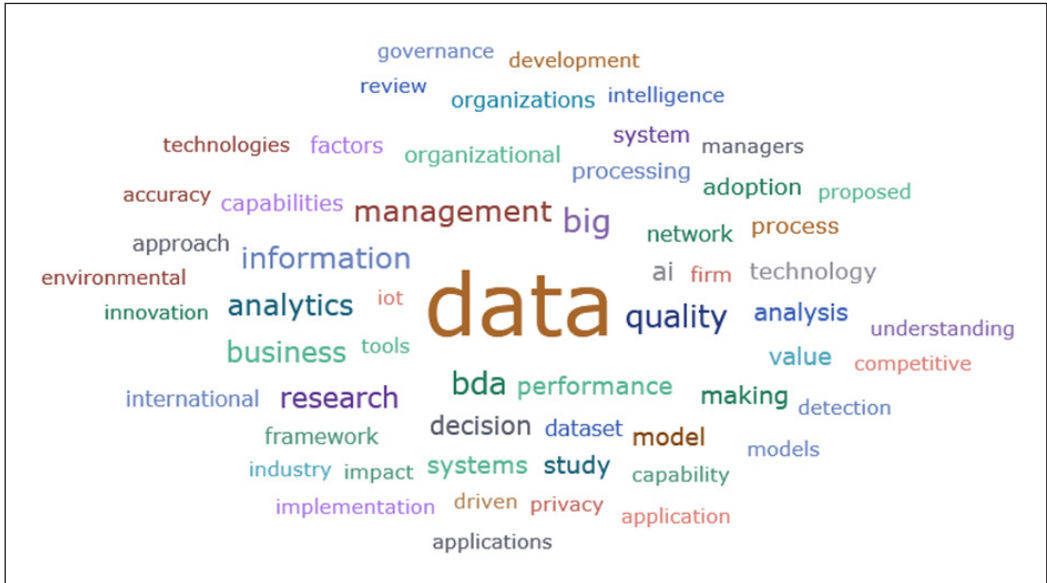 governance development
review organizations intelligence
technologies factors organizational system managers
processing
accuracy capabilities management big adoption proposed
approach information network process
environmental ai firm technology
innovation analytics iot data quality analysis understanding
business tools value competitive
international research bda performance making detection
framework decision dataset model models
industry impact systems study capability
implementation driven privacy application
applications